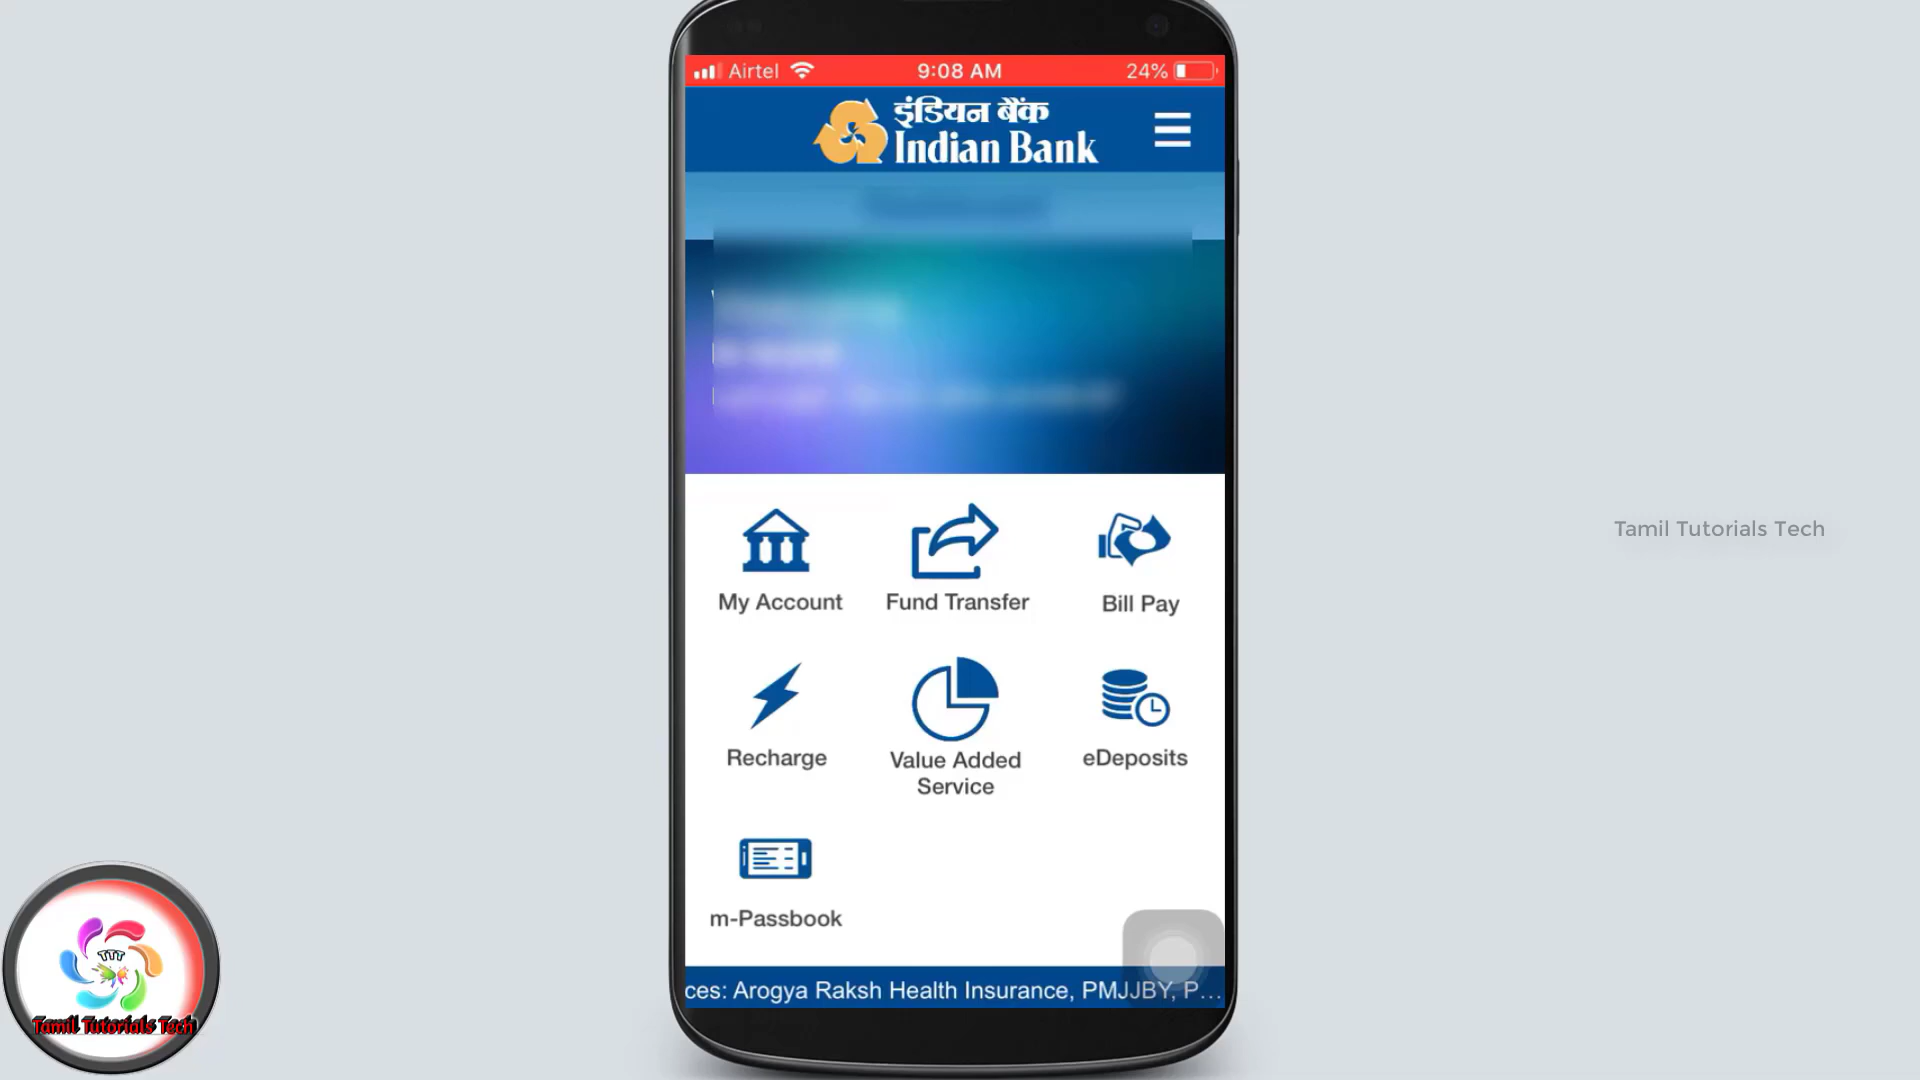 Airtel 9:08 AM 24%
इंडियन बैंक
Indian Bank
My Account Fund Transfer Bill Pay
Recharge Value Added Service eDeposits
m-Passbook
ces: Arogya Raksh Health Insurance, PMJJBY, P...
Tamil Tutorials Tech
TTT
Tamil Tutorials Tech